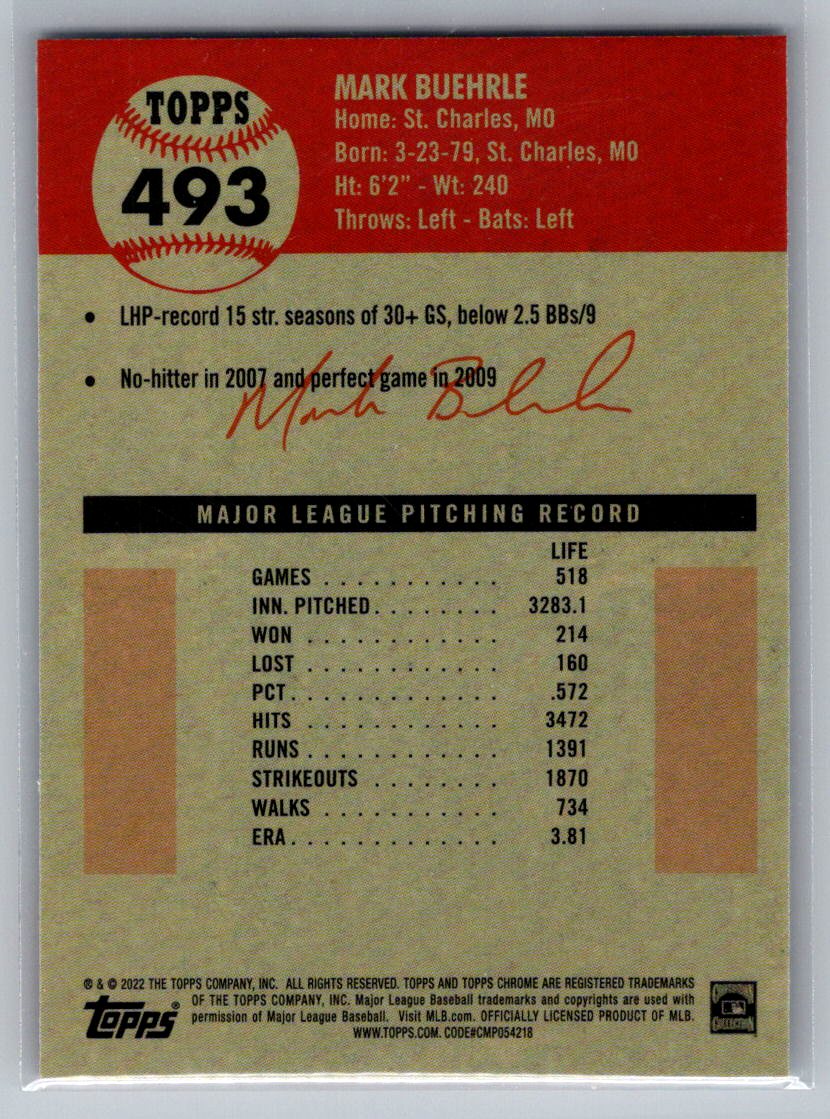 TOPPS
493
MARK BUEHRLE
Home: St. Charles, MO
Born: 3-23-79, St. Charles, MO
Ht: 6'2" - Wt: 240
Throws: Left - Bats: Left
• LHP-record 15 str. seasons of 30+ GS, below 2.5 BBs/9
• No-hitter in 2007 and perfect game in 2009
Mark Buehrle
MAJOR LEAGUE PITCHING RECORD
LIFE
GAMES . . . . . . . . . . . 518
INN. PITCHED . . . . . . . . 3283.1
WON . . . . . . . . . . . . 214
LOST . . . . . . . . . . . . 160
PCT. . . . . . . . . . . . . .572
HITS . . . . . . . . . . . . 3472
RUNS . . . . . . . . . . . . 1391
STRIKEOUTS . . . . . . . . 1870
WALKS . . . . . . . . . . . 734
ERA. . . . . . . . . . . . . 3.81
® & © 2022 THE TOPPS COMPANY, INC. ALL RIGHTS RESERVED. TOPPS AND TOPPS CHROME ARE REGISTERED TRADEMARKS
OF THE TOPPS COMPANY, INC. Major League Baseball trademarks and copyrights are used with
permission of Major League Baseball. Visit MLB.com. OFFICIALLY LICENSED PRODUCT OF MLB.
WWW.TOPPS.COM. CODE#CMP054218
Topps®
COOPERSTOWN
COLLECTION